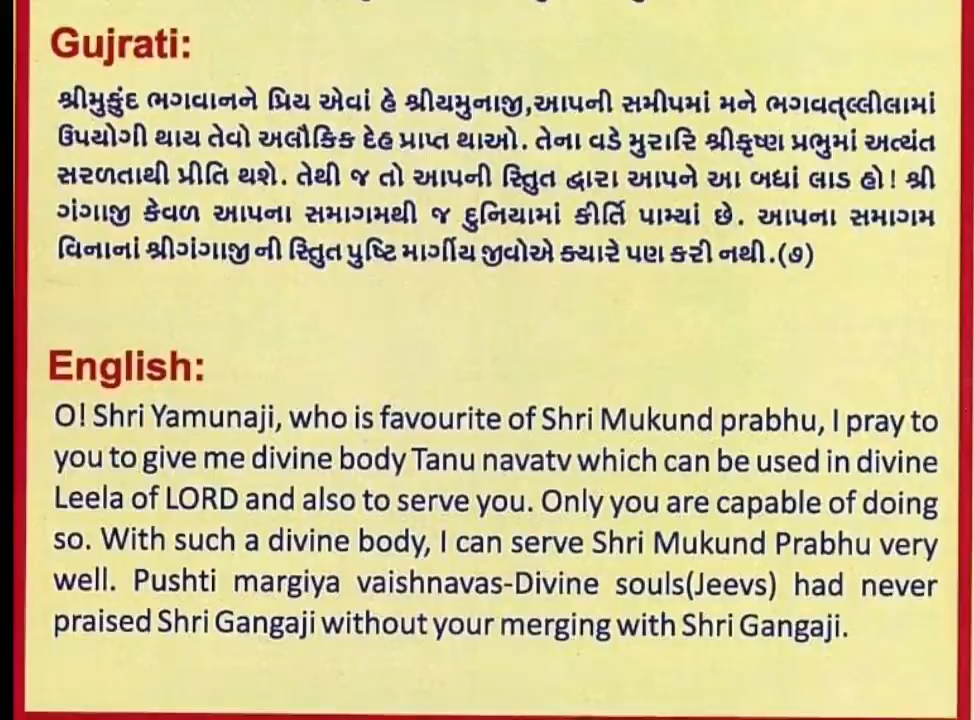 Gujrati:
શ્રીમુકુંદ ભગવાનને પ્રિય એવાં હે શ્રીયમુનાજી,આપની સમીપમાં મને ભગવત્લ્લીલામાં
ઉપયોગી થાય તેવો અલૌકિક દેહ પ્રાપ્ત થાઓ. તેના વડે મુરારિ શ્રીકૃષ્ણ પ્રભુમાં અત્યંત
સરળતાથી પ્રીતિ થશે. તેથી જ તો આપની સ્તિુત દ્વારા આપને આ બધાં લાડ હો! શ્રી
ગંગાજી કેવળ આપના સમાગમથી જ દુનિયામાં કીર્તિ પામ્યાં છે. આપના સમાગમ
વિનાનાં શ્રીગંગાજી ની સ્તિુત પુષ્ટિ માર્ગીય જીવોએ ક્યારે પણ કરી નથી.(૭)
English:
O! Shri Yamunaji, who is favourite of Shri Mukund prabhu, I pray to
you to give me divine body Tanu navatv which can be used in divine
Leela of LORD and also to serve you. Only you are capable of doing
so. With such a divine body, I can serve Shri Mukund Prabhu very
well. Pushti margiya vaishnavas-Divine souls(Jeevs) had never
praised Shri Gangaji without your merging with Shri Gangaji.